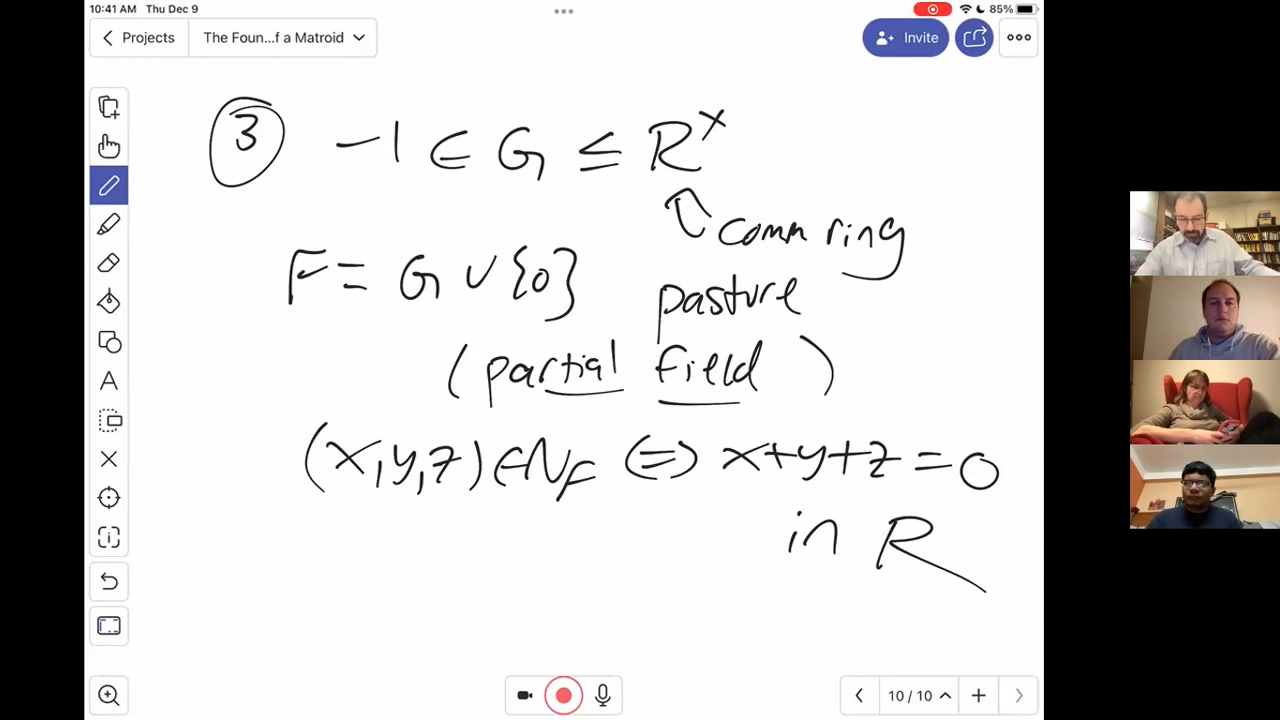 10:41 AM Thu Dec 9
85%
Projects
The Foun...f a Matroid
Invite
③ -1 ∈ G ≤ R^x
comm ring
F = G ∪ {0} pasture
(partial field)
(x,y,z) ∈ N_F ⟺ x+y+z = 0
in R
A
10 / 10